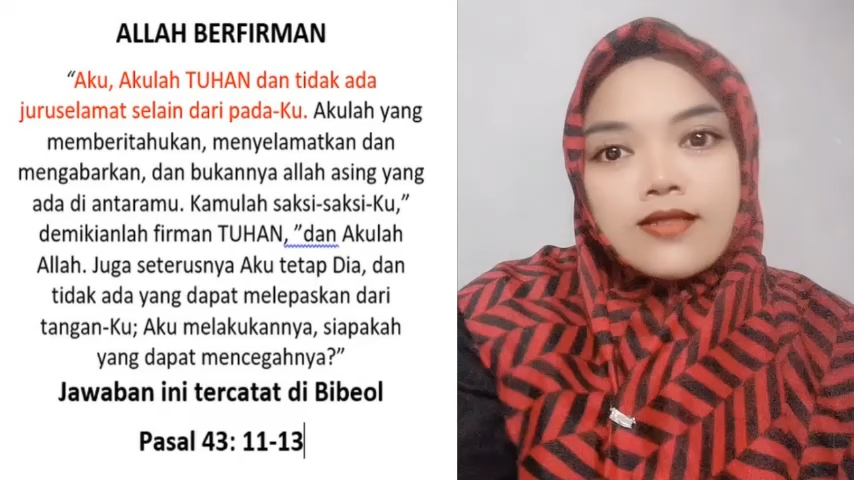 ALLAH BERFIRMAN
“Aku, Akulah TUHAN dan tidak ada
juruselamat selain dari pada-Ku. Akulah yang
memberitahukan, menyelamatkan dan
mengabarkan, dan bukannya allah asing yang
ada di antaramu. Kamulah saksi-saksi-Ku,”
demikianlah firman TUHAN, ”dan Akulah
Allah. Juga seterusnya Aku tetap Dia, dan
tidak ada yang dapat melepaskan dari
tangan-Ku; Aku melakukannya, siapakah
yang dapat mencegahnya?”
Jawaban ini tercatat di Bibeol
Pasal 43: 11-13